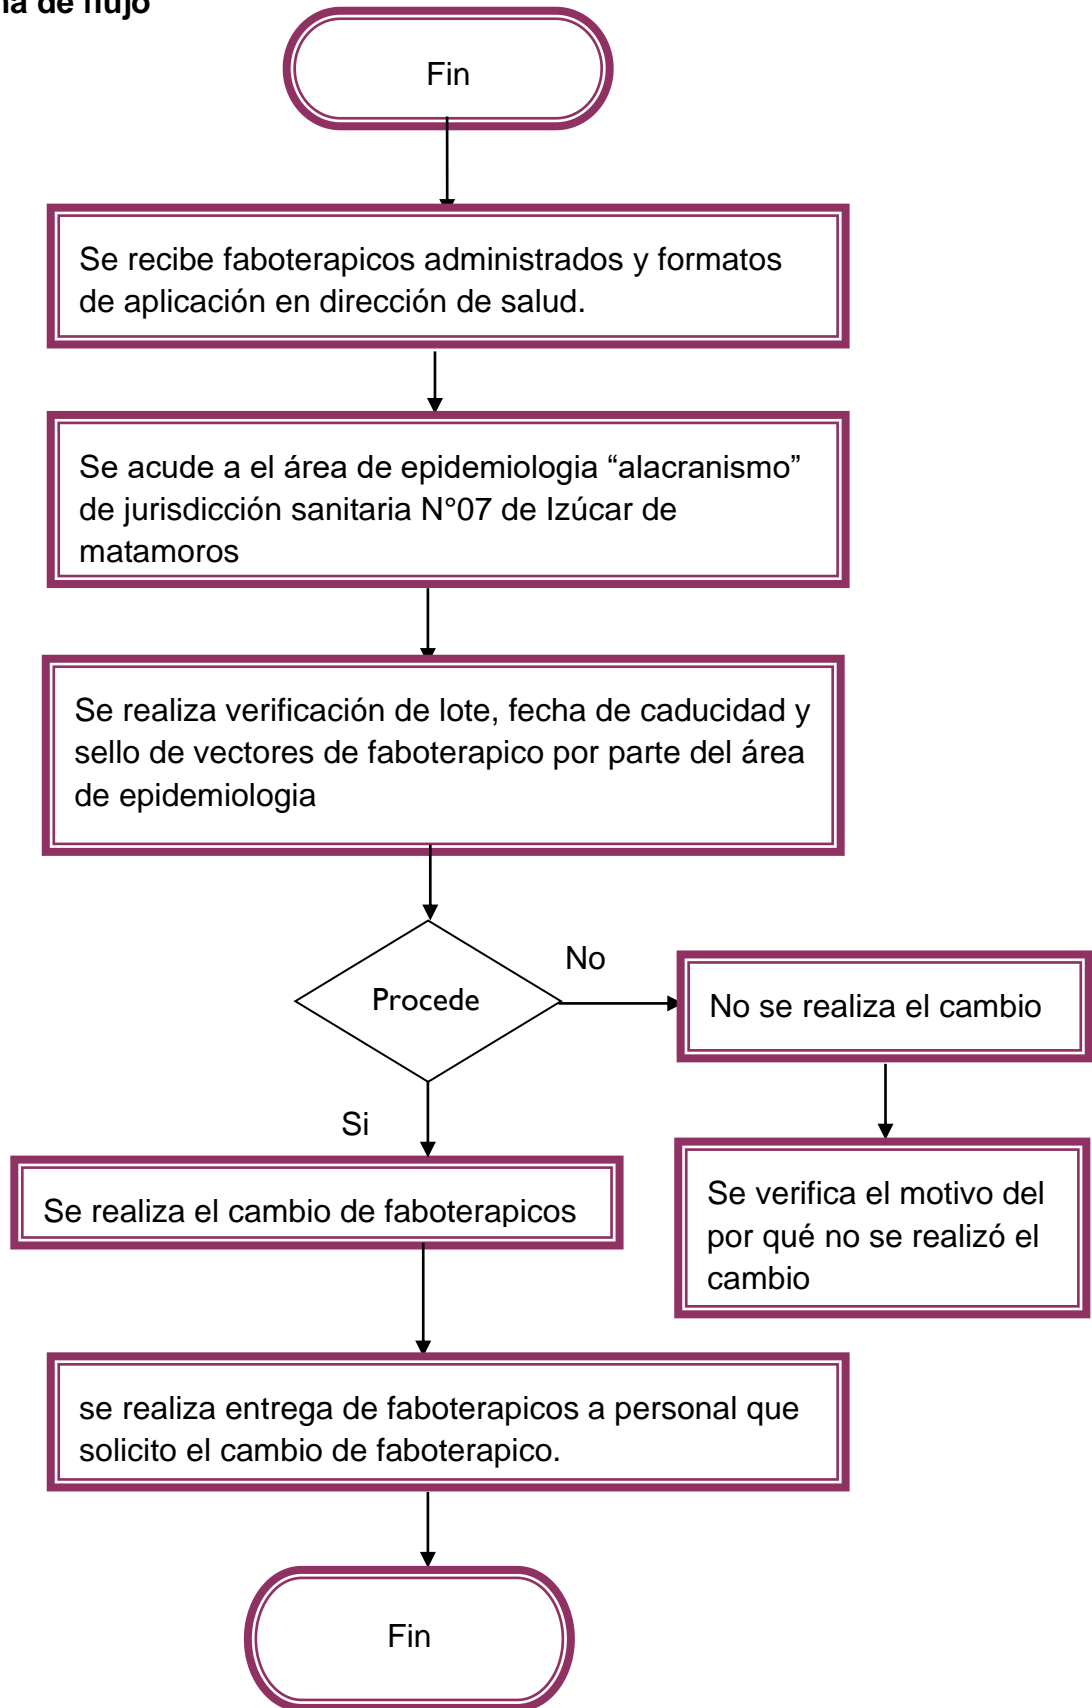 de flujo
Fin
Se recibe faboterapicos administrados y formatos
de aplicación en dirección de salud.
Se acude a el área de epidemiologia “alacranismo”
de jurisdicción sanitaria N°07 de Izúcar de
matamoros
Se realiza verificación de lote, fecha de caducidad y
sello de vectores de faboterapico por parte del área
de epidemiologia
Procede
No
No se realiza el cambio
Si
Se realiza el cambio de faboterapicos
Se verifica el motivo del
por qué no se realizó el
cambio
se realiza entrega de faboterapicos a personal que
solicito el cambio de faboterapico.
Fin